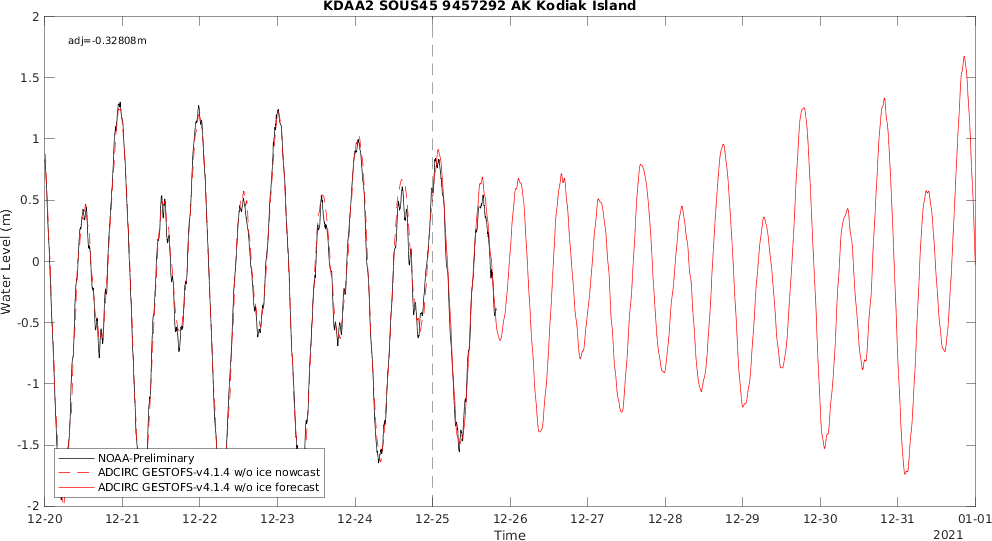 KDAA2 SOUS45 9457292 AK Kodiak Island
adj=-0.32808m
Water Level (m)
2
1.5
1
0.5
0
-0.5
-1
-1.5
-2
NOAA-Preliminary
ADCIRC GESTOFS-v4.1.4 w/o ice nowcast
ADCIRC GESTOFS-v4.1.4 w/o ice forecast
12-20 12-21 12-22 12-23 12-24 12-25 12-26 12-27 12-28 12-29 12-30 12-31 01-01
Time
2021